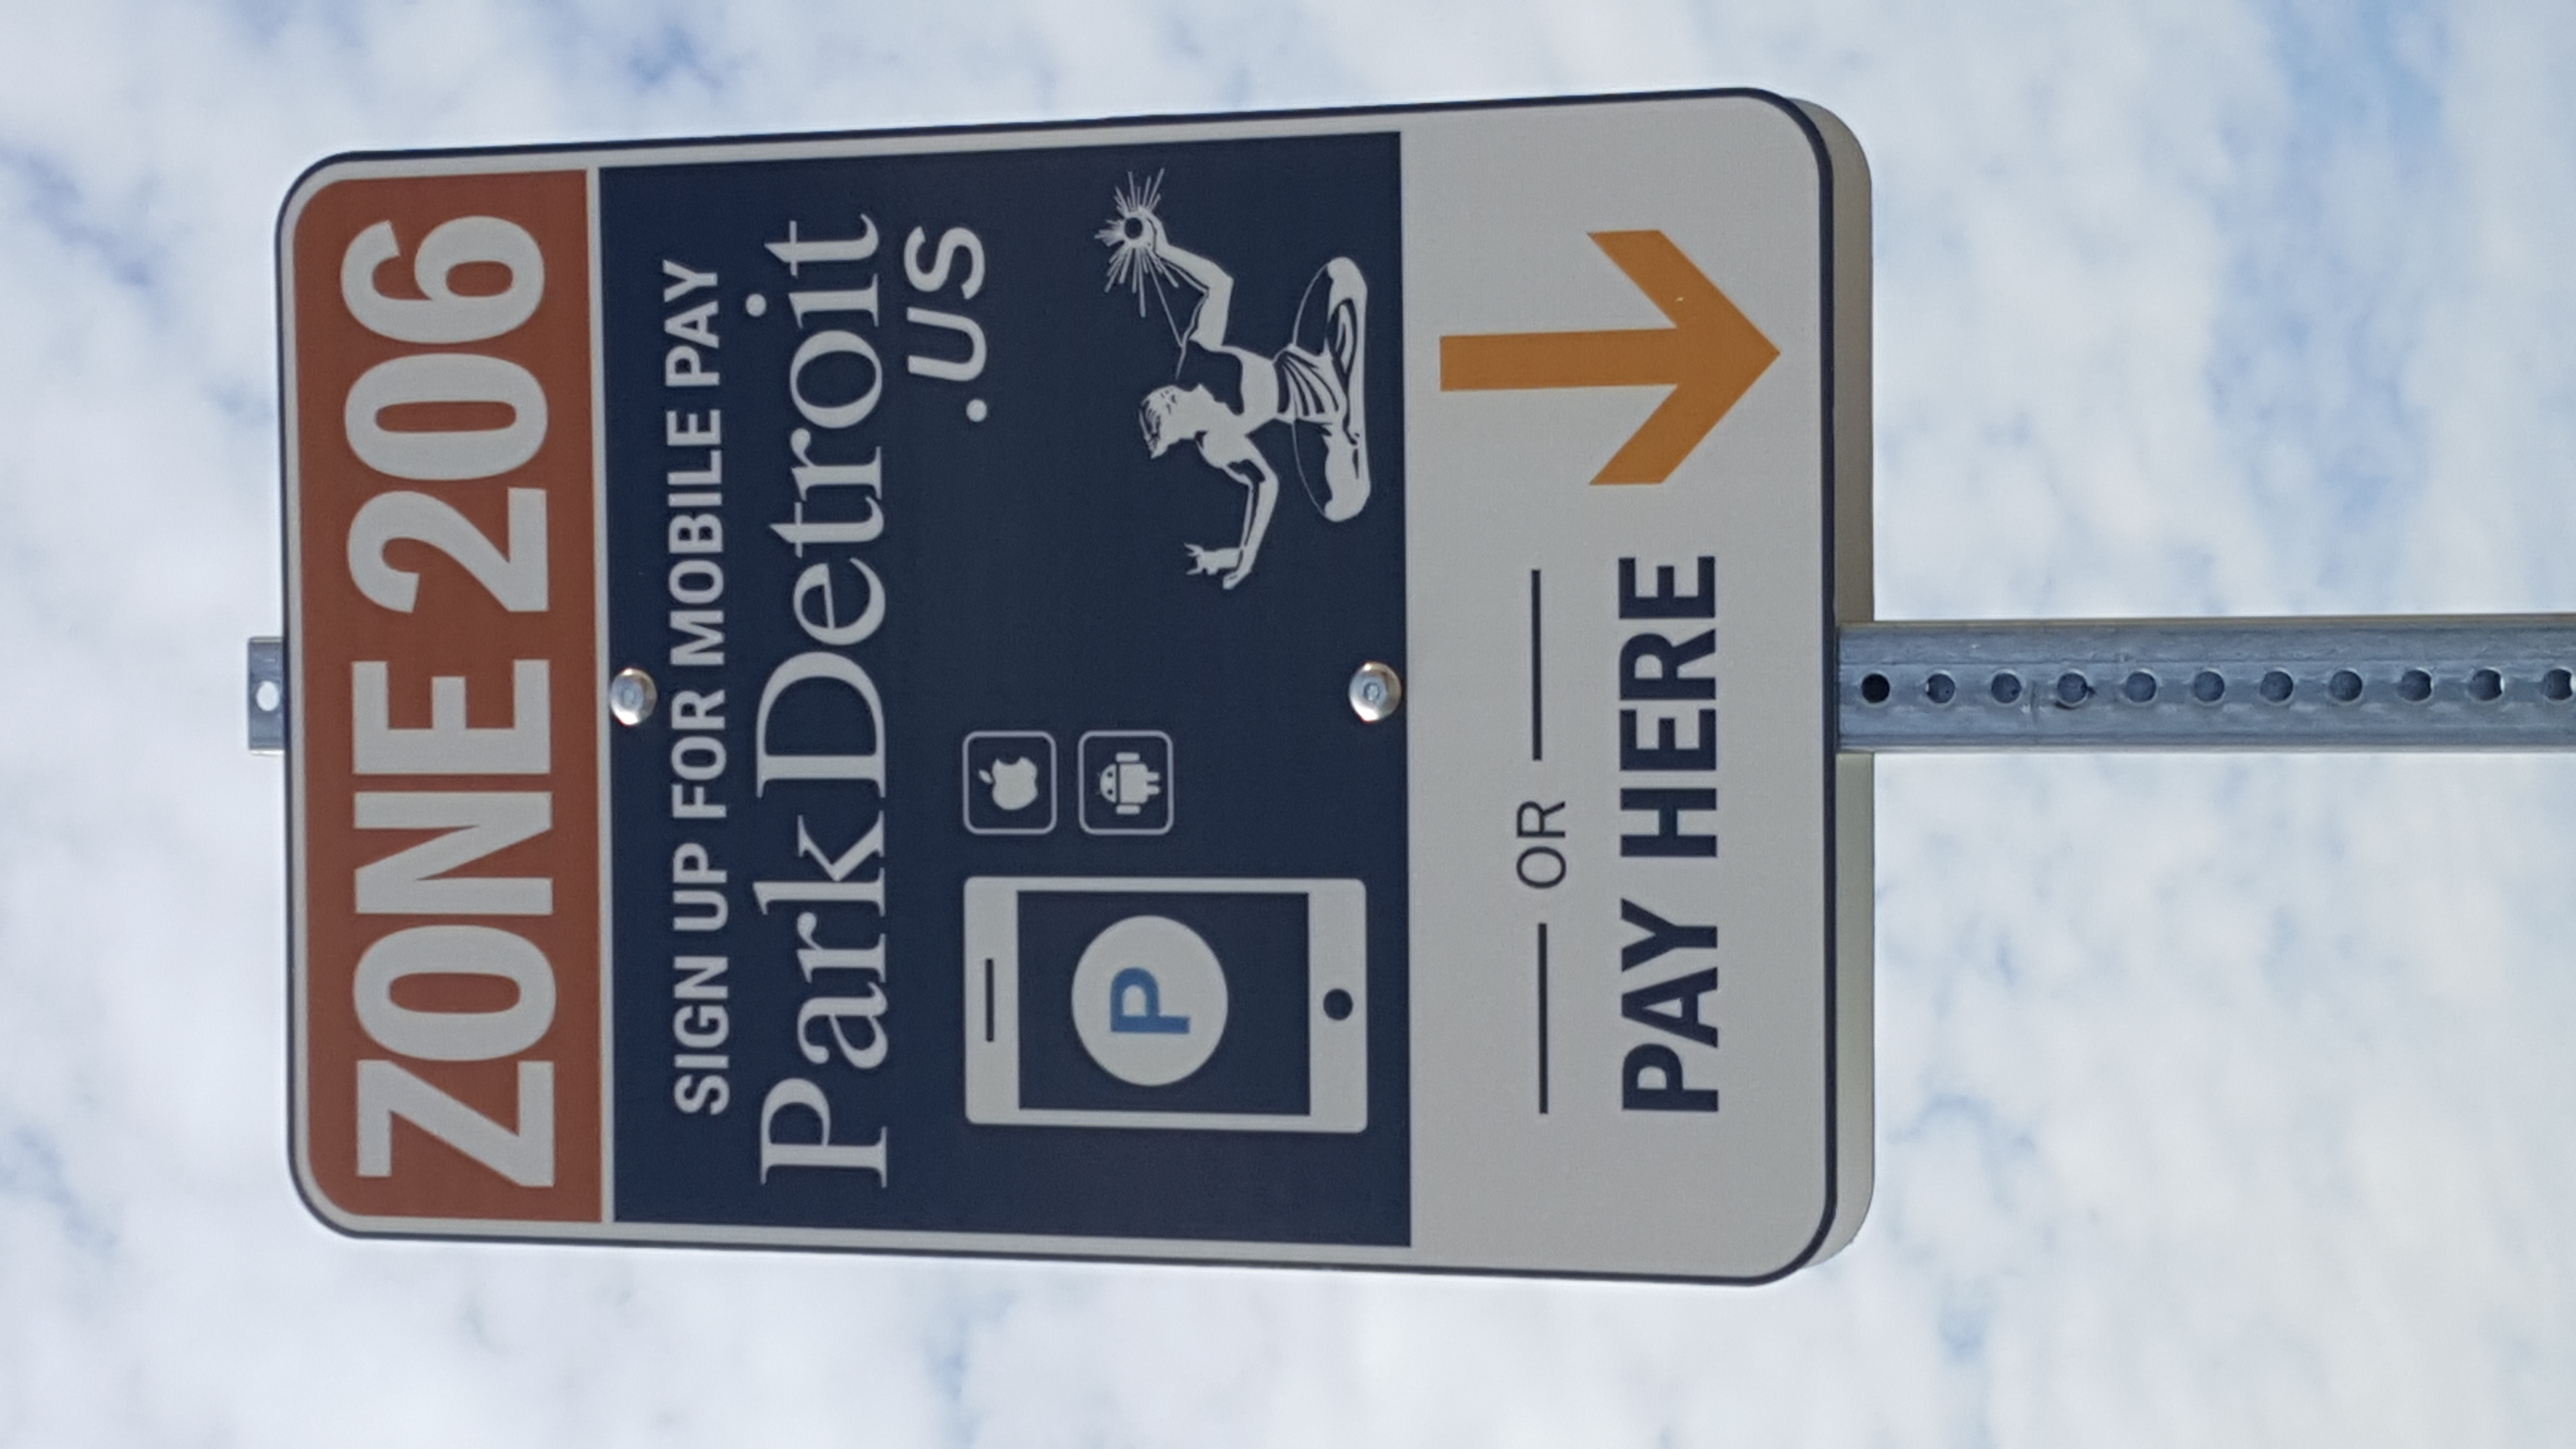 ZONE 206
SIGN UP FOR MOBILE PAY
ParkDetroit
.US
P
OR
PAY HERE